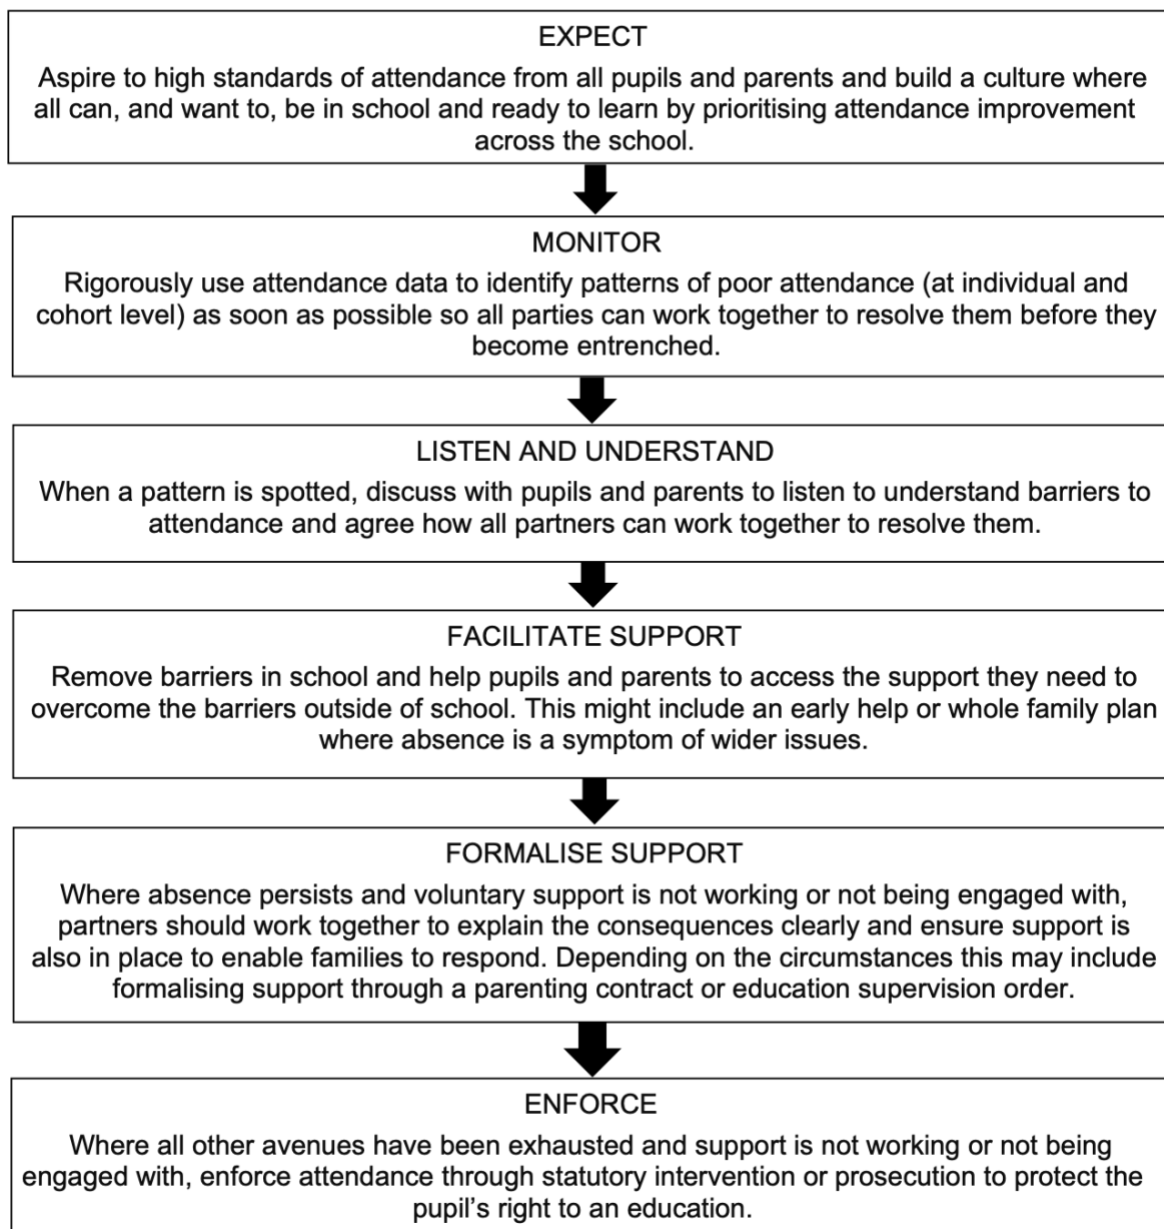 EXPECT
Aspire to high standards of attendance from all pupils and parents and build a culture where
all can, and want to, be in school and ready to learn by prioritising attendance improvement
across the school.
MONITOR
Rigorously use attendance data to identify patterns of poor attendance (at individual and
cohort level) as soon as possible so all parties can work together to resolve them before they
become entrenched.
LISTEN AND UNDERSTAND
When a pattern is spotted, discuss with pupils and parents to listen to understand barriers to
attendance and agree how all partners can work together to resolve them.
FACILITATE SUPPORT
Remove barriers in school and help pupils and parents to access the support they need to
overcome the barriers outside of school. This might include an early help or whole family plan
where absence is a symptom of wider issues.
FORMALISE SUPPORT
Where absence persists and voluntary support is not working or not being engaged with,
partners should work together to explain the consequences clearly and ensure support is
also in place to enable families to respond. Depending on the circumstances this may include
formalising support through a parenting contract or education supervision order.
ENFORCE
Where all other avenues have been exhausted and support is not working or not being
engaged with, enforce attendance through statutory intervention or prosecution to protect the
pupil's right to an education.